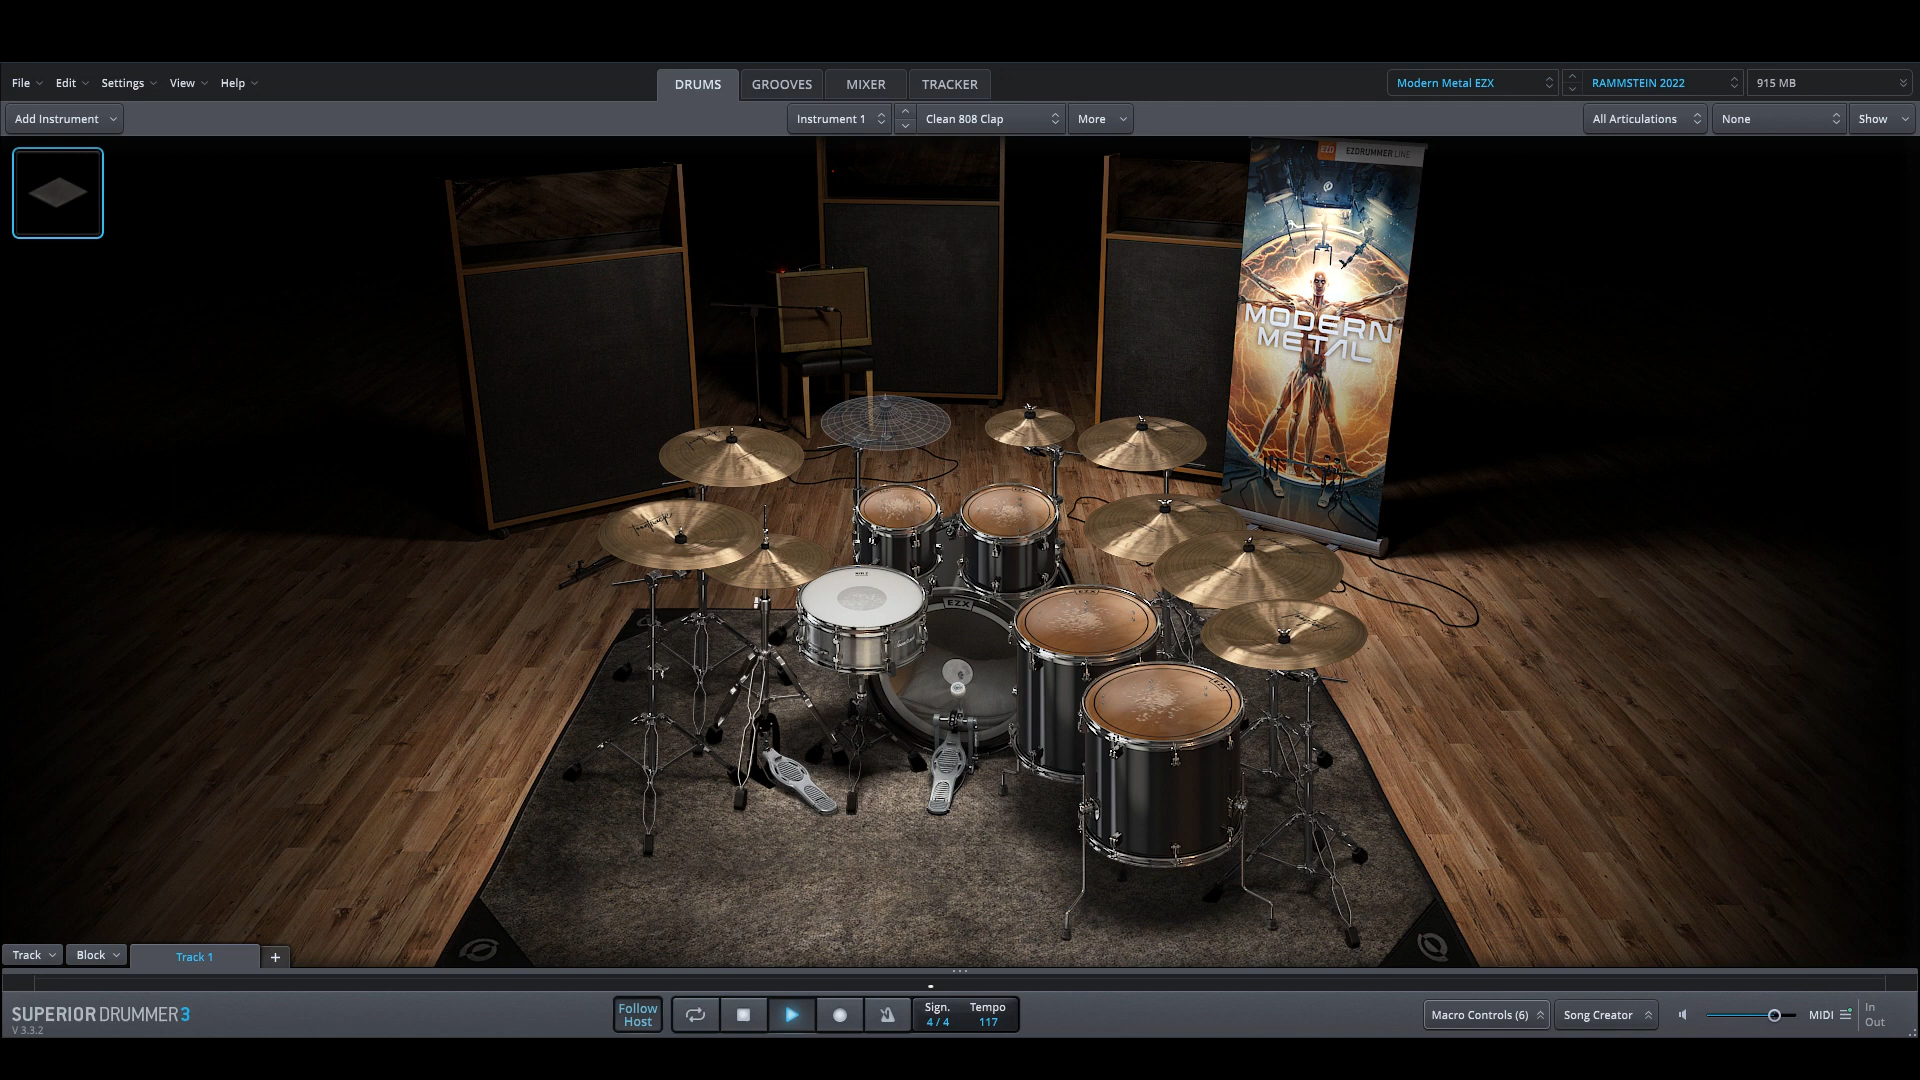 File Edit Settings View Help
DRUMS GROOVES MIXER TRACKER
Modern Metal EZX RAMMSTEIN 2022 915 MB
Add Instrument Instrument 1 Clean 808 Clap More All Articulations None Show
EZD EZDRUMMER LINE
MODERN
METAL
EZX
Track Block Track 1 +
SUPERIOR DRUMMER 3
V 3.3.2
Follow
Host
Sign. Tempo
4 / 4 117
Macro Controls (6) Song Creator MIDI
In
Out